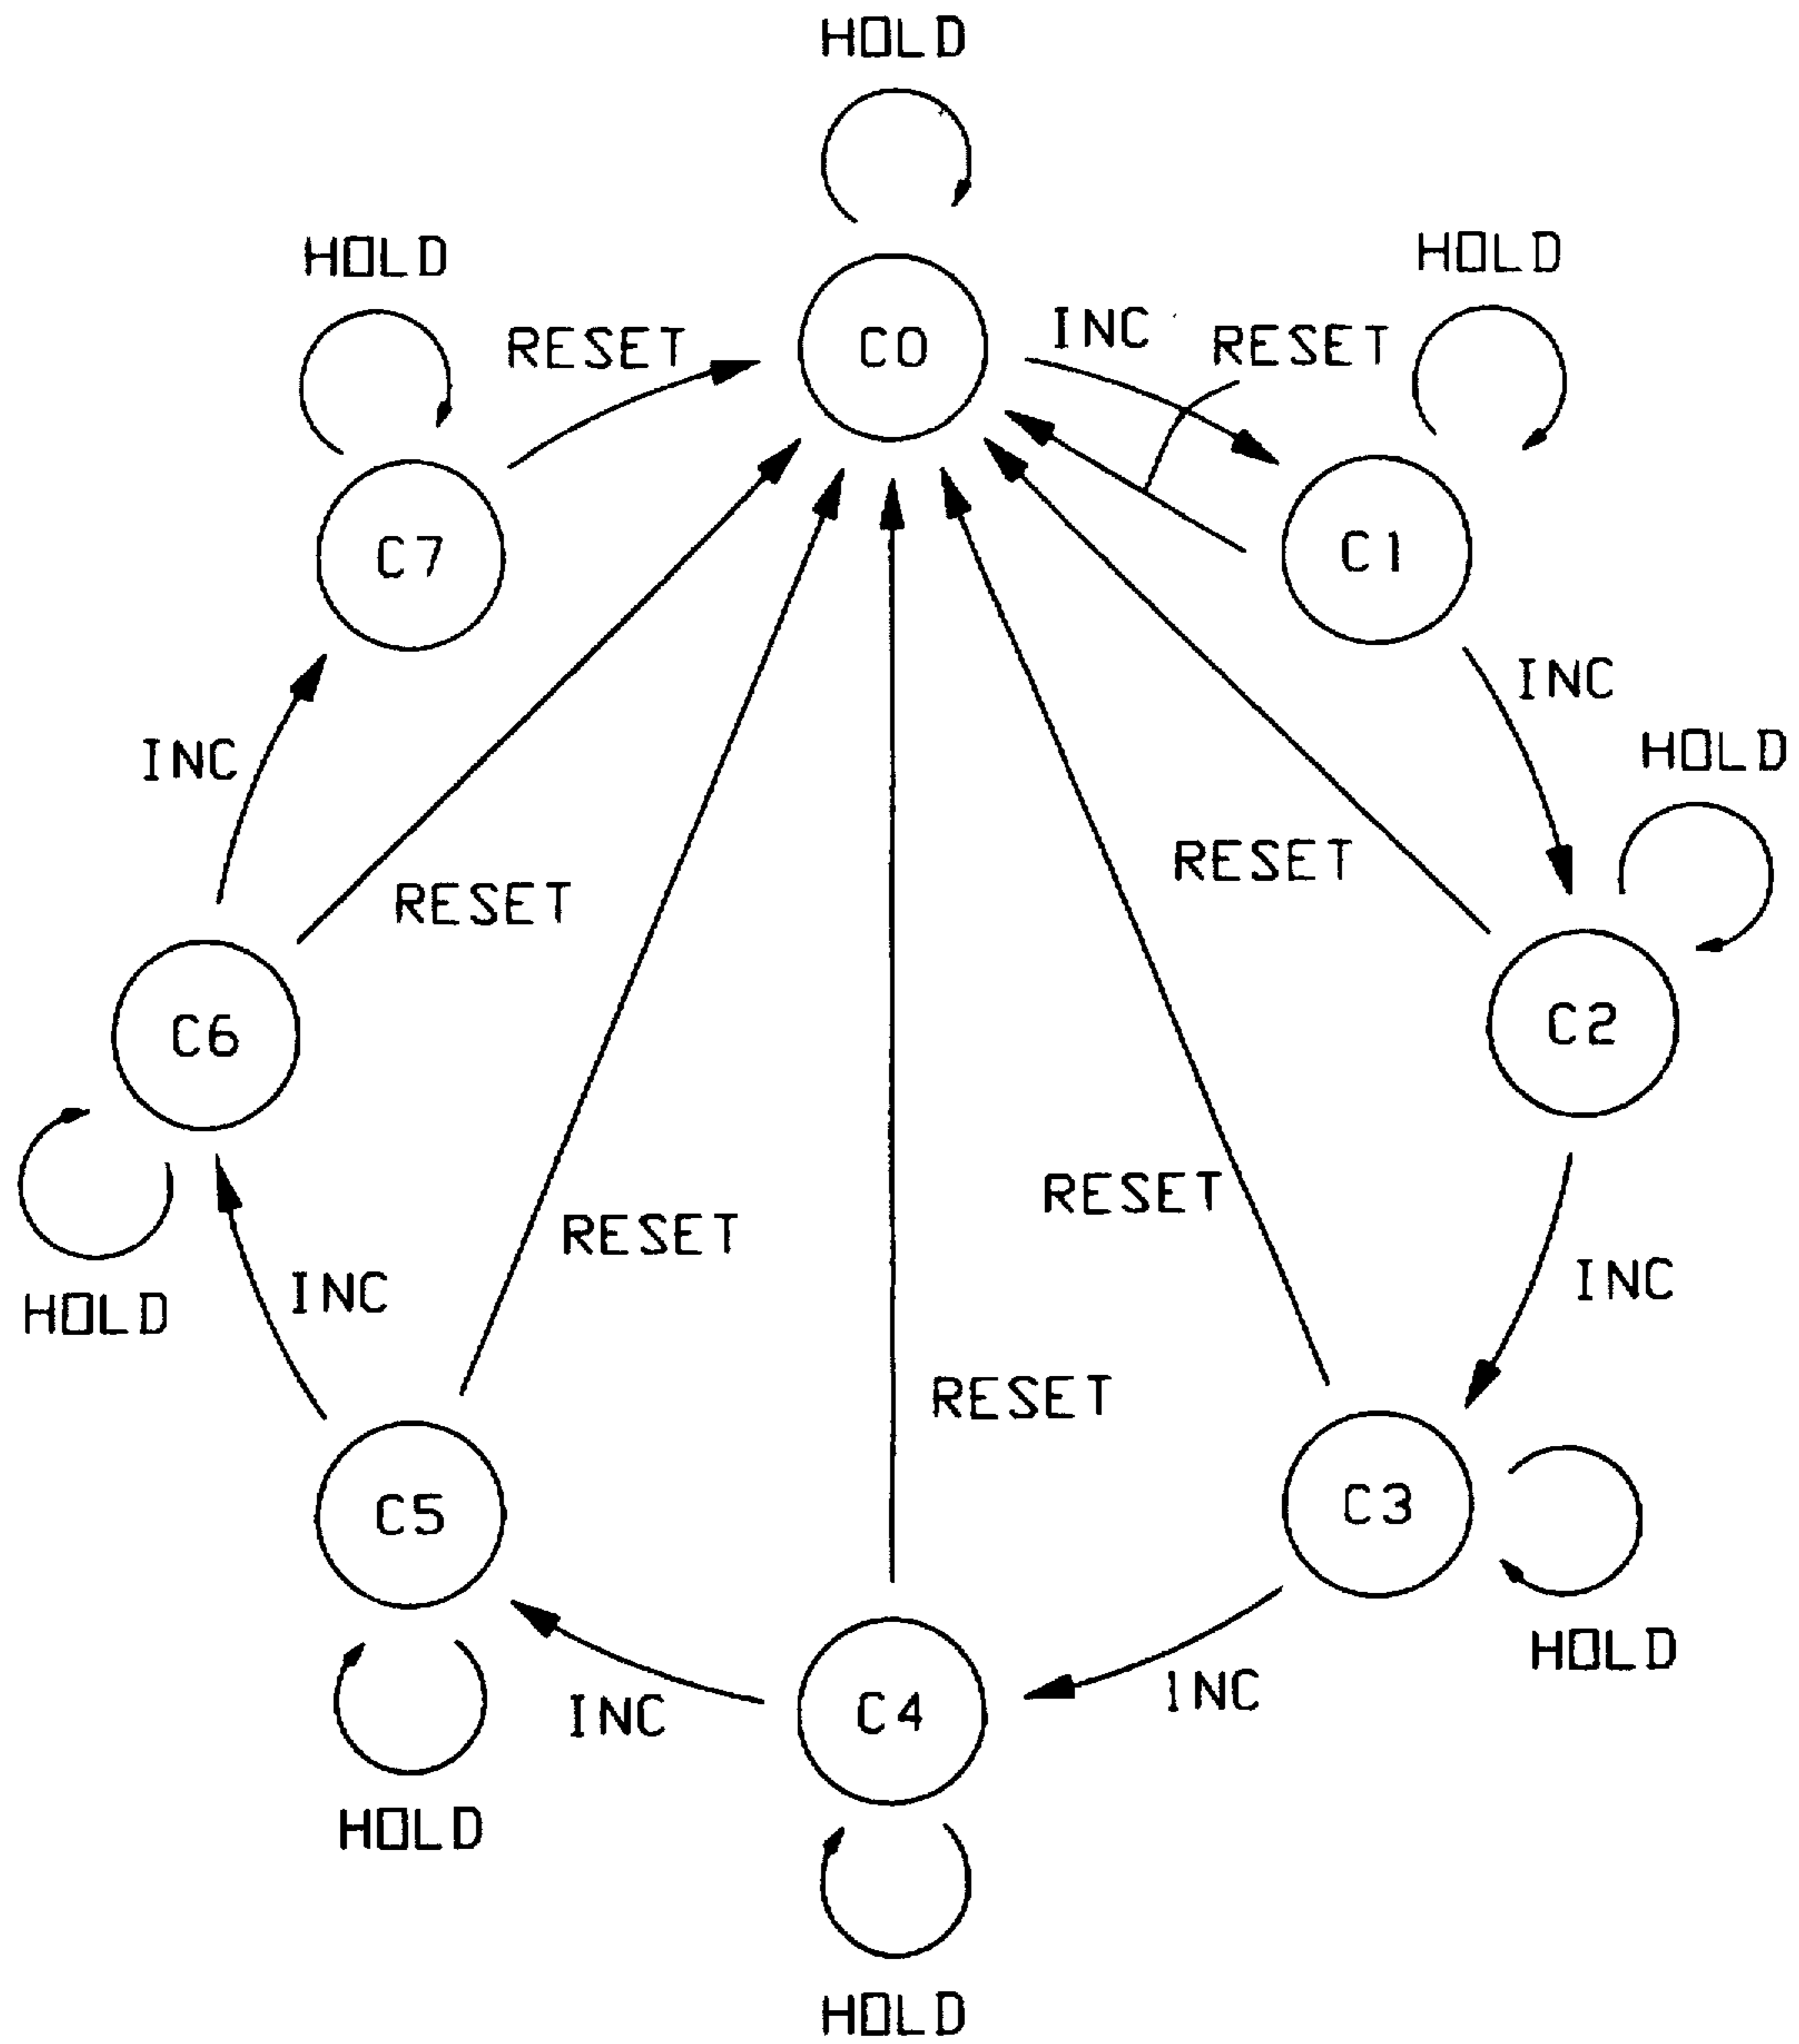 HOLD
HOLD
HOLD
RESET
C0
INC
RESET
C7
C1
INC
HOLD
INC
RESET
RESET
C6
C2
RESET
RESET
INC
INC
HOLD
RESET
C5
C3
HOLD
INC
INC
C4
HOLD
HOLD